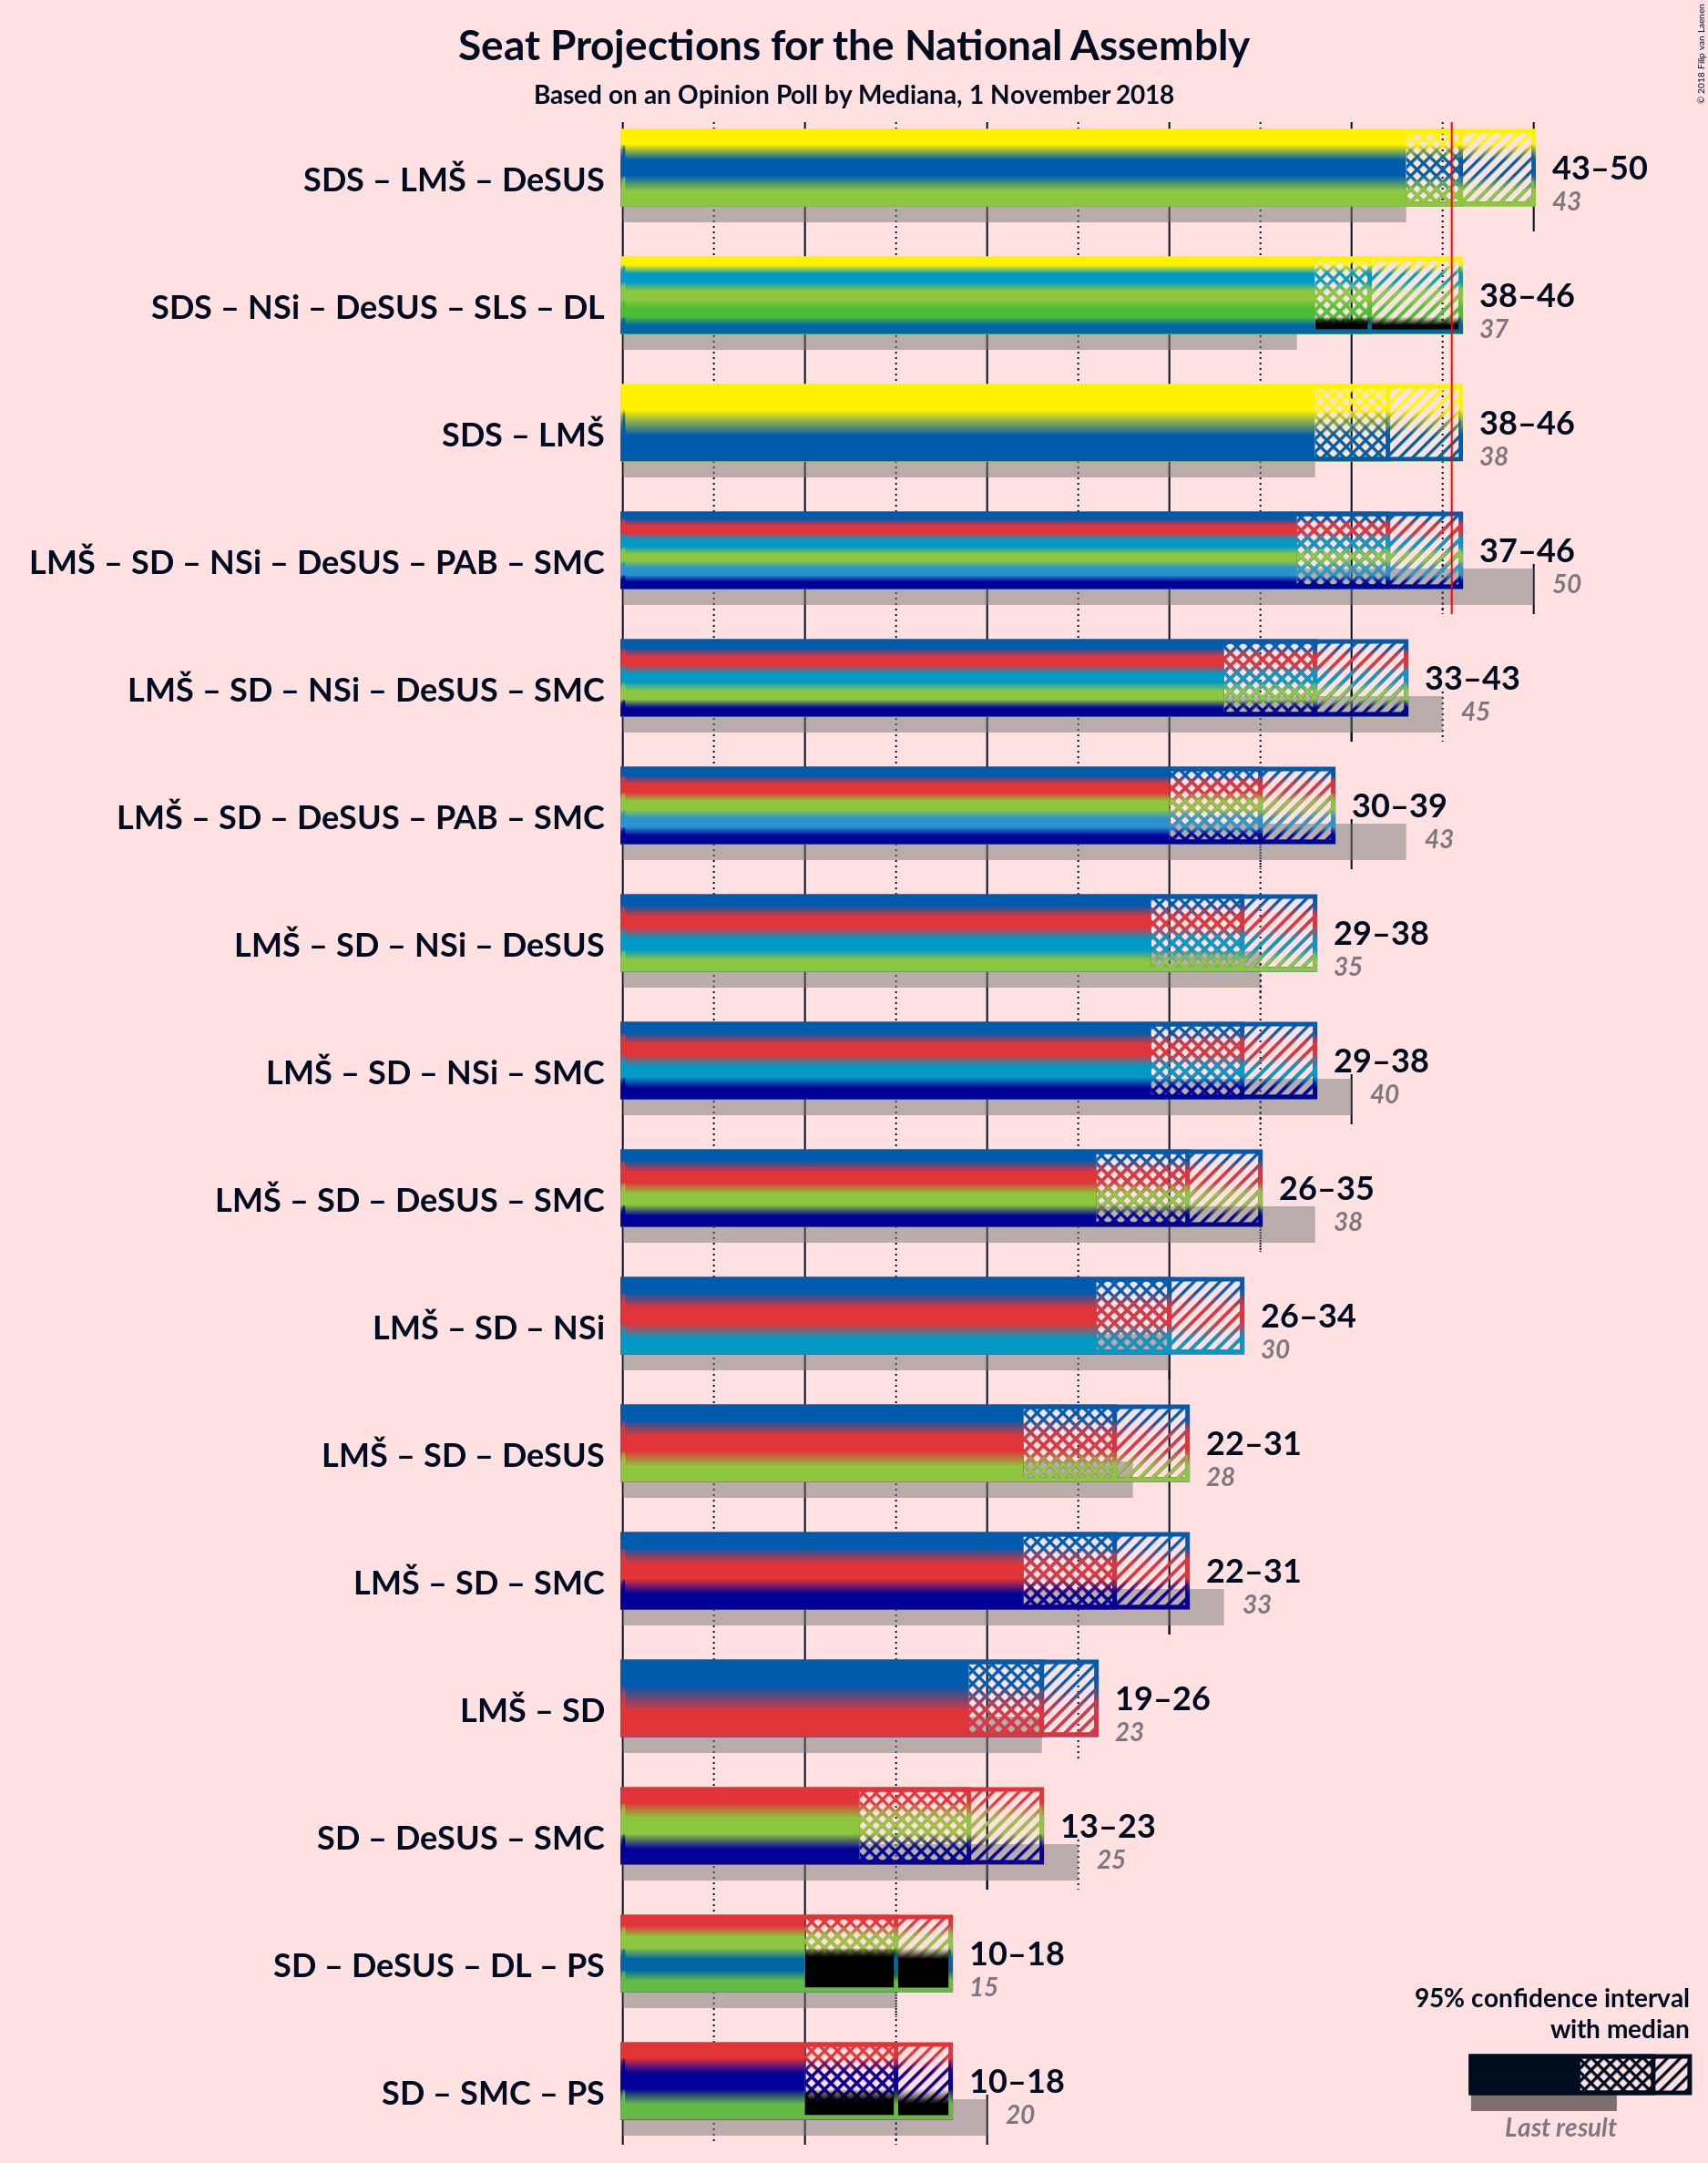 Seat Projections for the National Assembly
Based on an Opinion Poll by Mediana, 1 November 2018
© 2018 Filip van Laenen
SDS – LMŠ – DeSUS
43–50
43
SDS – NSi – DeSUS – SLS – DL
38–46
37
SDS – LMŠ
38–46
38
LMŠ – SD – NSi – DeSUS – PAB – SMC
37–46
50
LMŠ – SD – NSi – DeSUS – SMC
33–43
45
LMŠ – SD – DeSUS – PAB – SMC
30–39
43
LMŠ – SD – NSi – DeSUS
29–38
35
LMŠ – SD – NSi – SMC
29–38
40
LMŠ – SD – DeSUS – SMC
26–35
38
LMŠ – SD – NSi
26–34
30
LMŠ – SD – DeSUS
22–31
28
LMŠ – SD – SMC
22–31
33
LMŠ – SD
19–26
23
SD – DeSUS – SMC
13–23
25
SD – DeSUS – DL – PS
10–18
15
SD – SMC – PS
10–18
20
95% confidence interval
with median
Last result